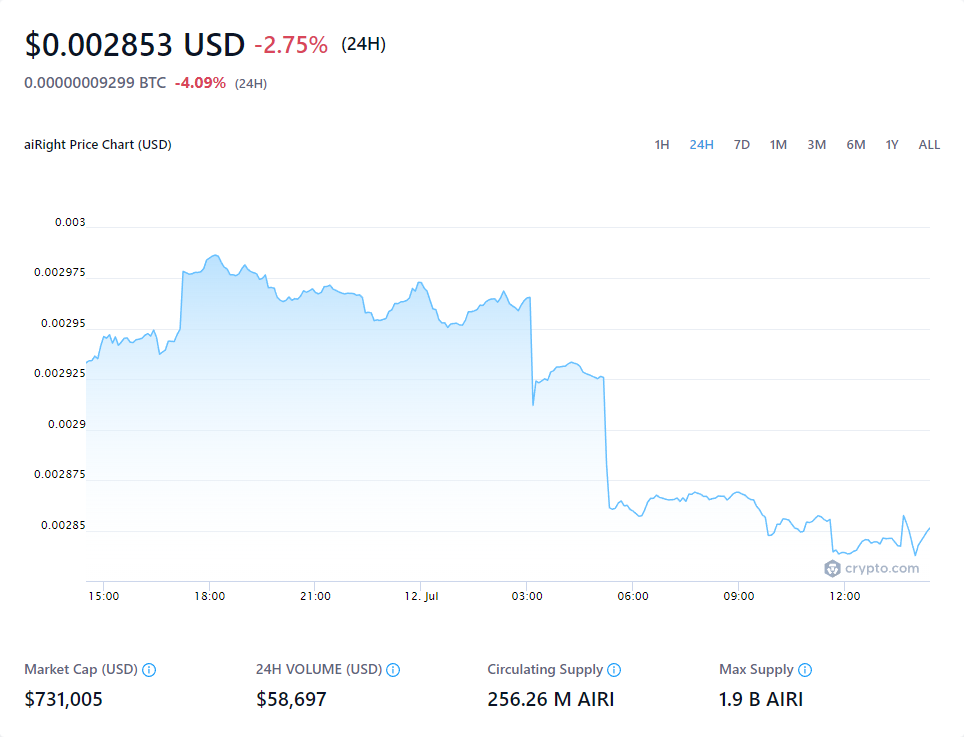 $0.002853 USD -2.75% (24H)
0.00000009299 BTC -4.09% (24H)
aiRight Price Chart (USD) 1H 24H 7D 1M 3M 6M 1Y ALL
0.003
0.002975
0.00295
0.002925
0.0029
0.002875
0.00285
crypto.com
15:00 18:00 21:00 12. Jul 03:00 06:00 09:00 12:00
Market Cap (USD) 24H VOLUME (USD) Circulating Supply Max Supply
$731,005 $58,697 256.26 M AIRI 1.9 B AIRI